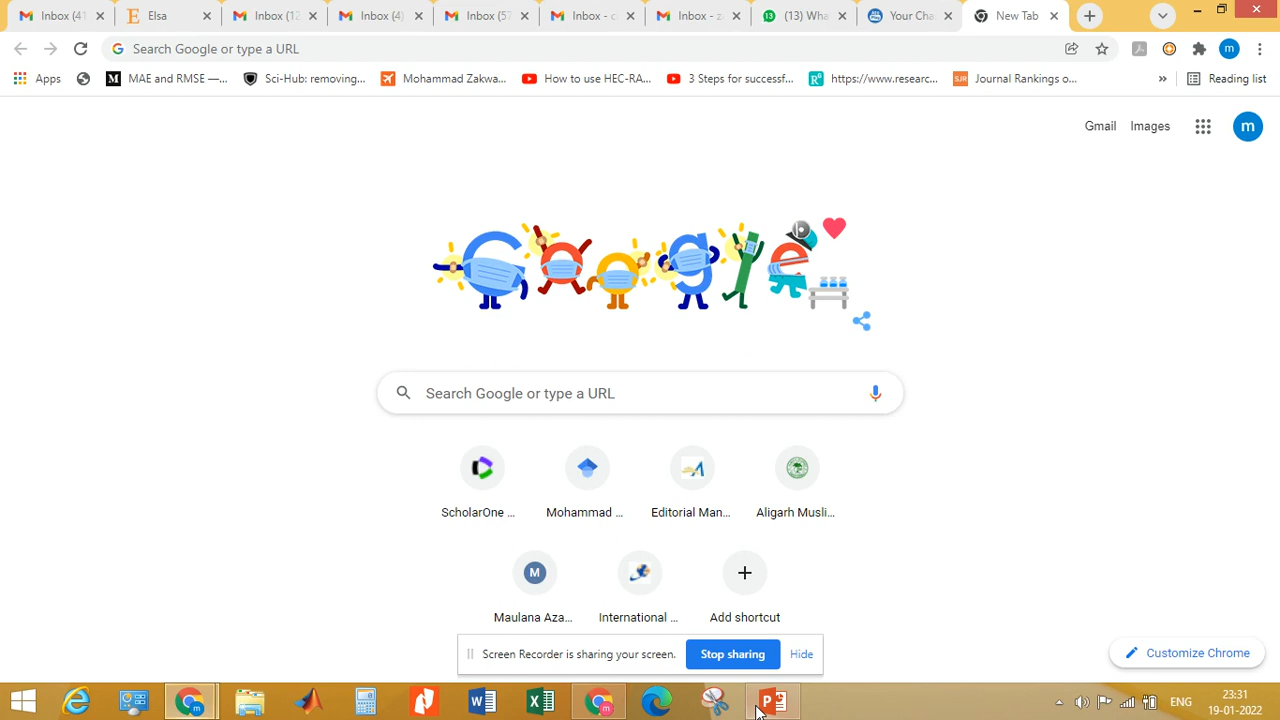 Inbox (41
Elsa
Inbox (12
Inbox (4)
Inbox (5
Inbox - c
Inbox - z
(13) Wha
Your Cha
New Tab
Search Google or type a URL
m
Apps
MAE and RMSE —...
Sci-Hub: removing...
Mohammad Zakwa...
How to use HEC-RA...
3 Steps for successf...
https://www.researc...
Journal Rankings o...
»
Reading list
Gmail
Images
m
Google
Search Google or type a URL
ScholarOne ...
Mohammad ...
Editorial Man...
Aligarh Musli...
M
Maulana Aza...
International ...
Add shortcut
Screen Recorder is sharing your screen.
Stop sharing
Hide
Customize Chrome
ENG
23:31
19-01-2022